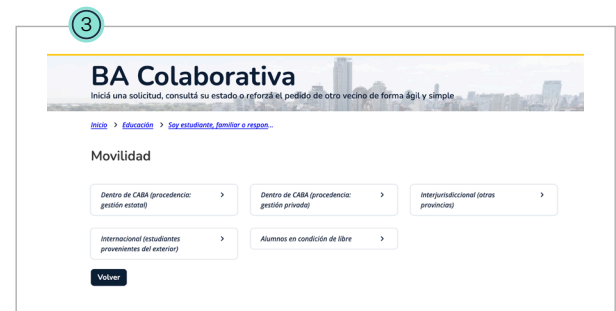 3
BA Colaborativa
Iniciá una solicitud, consultá su estado o reforzá el pedido de otro vecino de forma ágil y simple
Inicio > Educación > Soy estudiante, familiar o respon...
Movilidad
Dentro de CABA (procedencia: >
gestión estatal)
Dentro de CABA (procedencia: >
gestión privada)
Interjurisdiccional (otras >
provincias)
Internacional (estudiantes >
provenientes del exterior)
Alumnos en condición de libre >
Volver